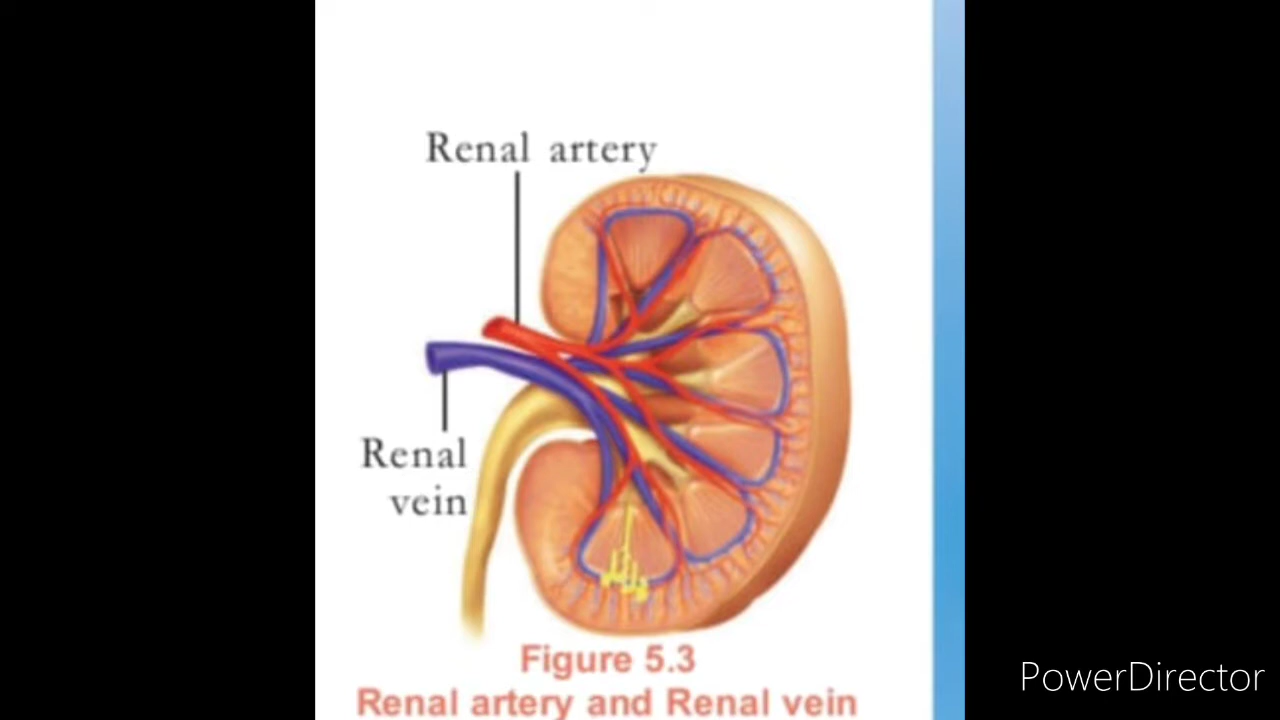 Renal artery
Renal
vein
Figure 5.3
Renal artery and Renal vein
PowerDirector